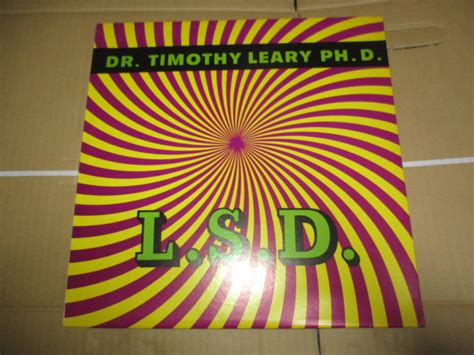 DR. TIMOTHY LEARY PH.D.
L.S.D.